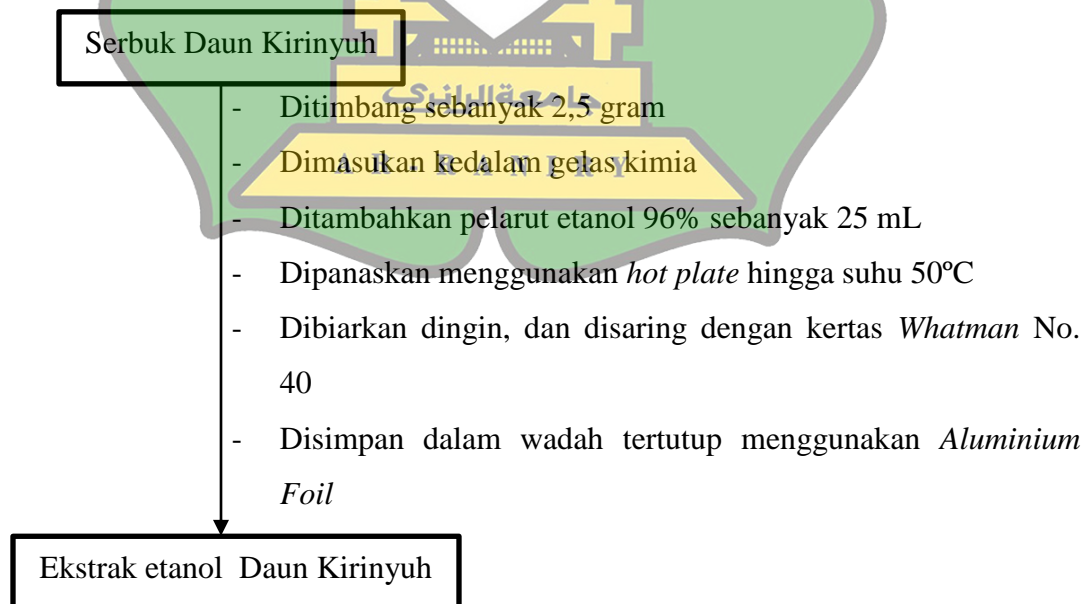 Serbuk Daun Kirinyuh
جامعةالرانري
- Ditimbang sebanyak 2,5 gram
A R - R A N I R Y
- Dimasukan kedalam gelas kimia
- Ditambahkan pelarut etanol 96% sebanyak 25 mL
- Dipanaskan menggunakan hot plate hingga suhu 50ºC
- Dibiarkan dingin, dan disaring dengan kertas Whatman No.
40
- Disimpan dalam wadah tertutup menggunakan Aluminium
Foil
Ekstrak etanol Daun Kirinyuh